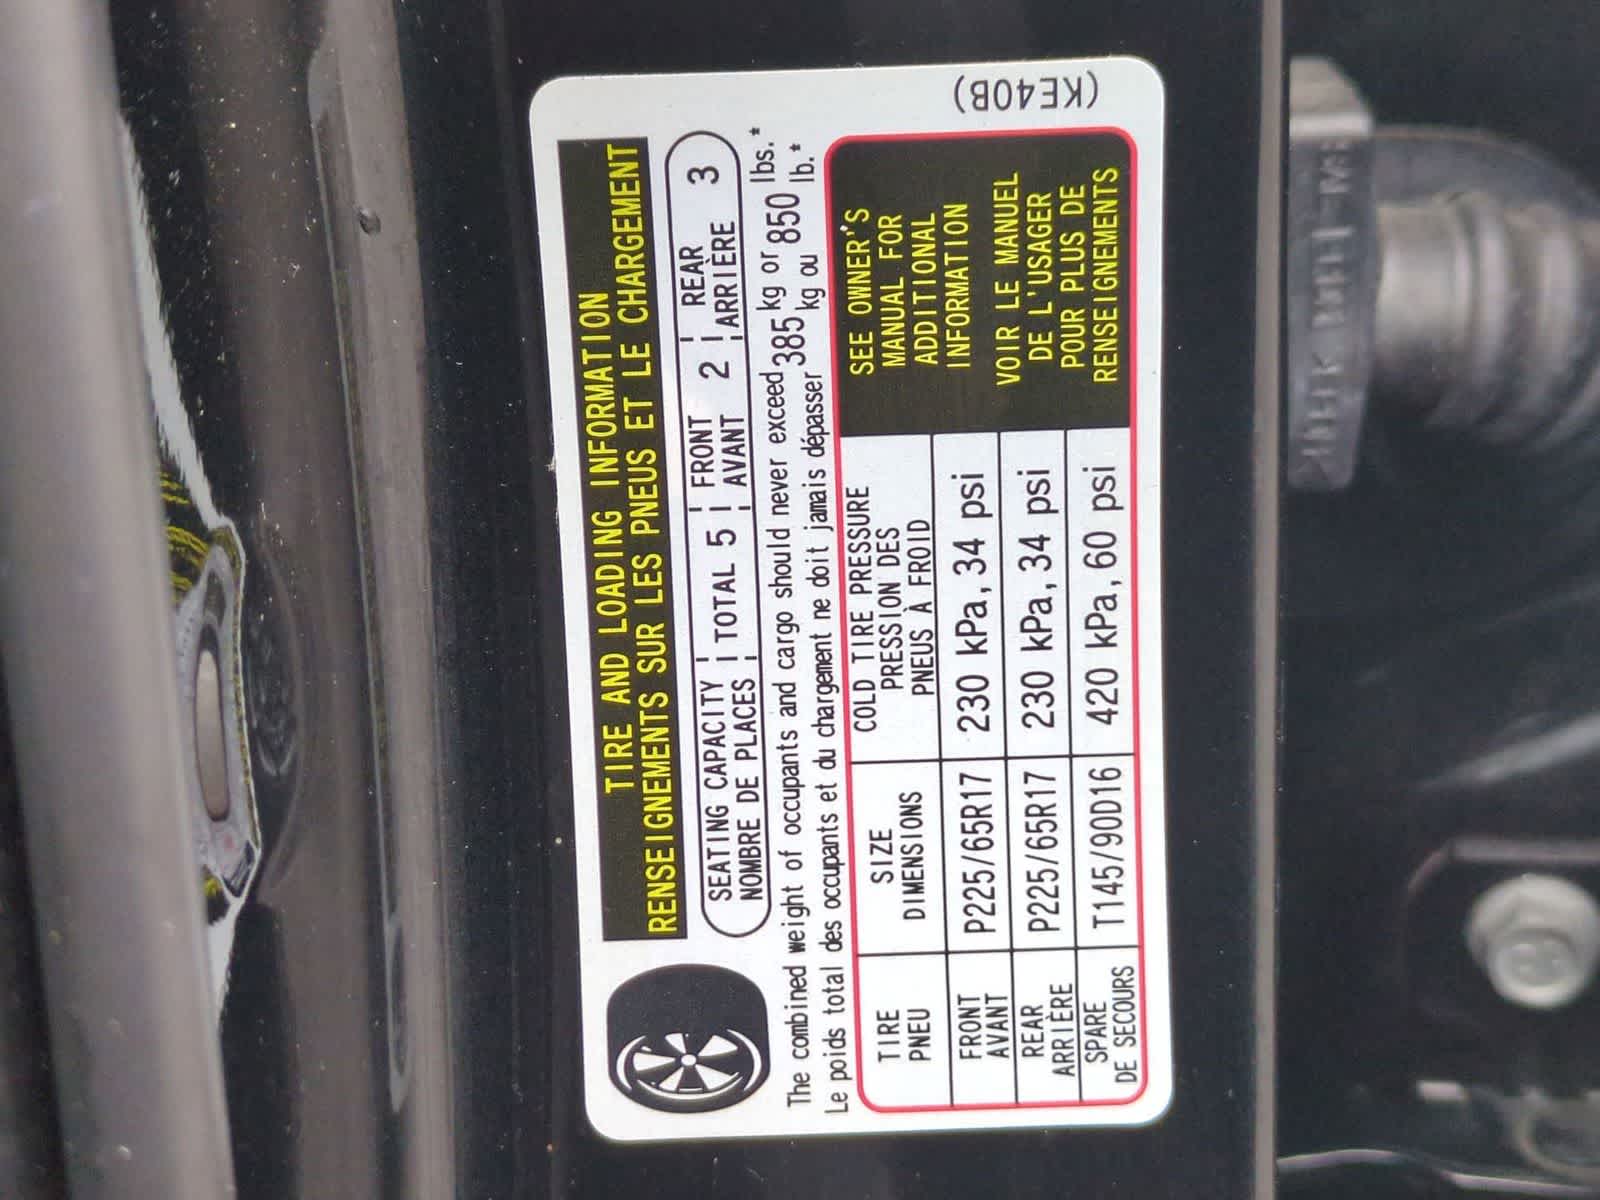 TIRE AND LOADING INFORMATION
RENSEIGNEMENTS SUR LES PNEUS ET LE CHARGEMENT
SEATING CAPACITY TOTAL 5 FRONT 2 REAR 3
NOMBRE DE PLACES AVANT ARRIÈRE
The combined weight of occupants and cargo should never exceed 385 kg or 850 lbs.*
Le poids total des occupants et du chargement ne doit jamais dépasser kg ou lb.*
TIRE SIZE COLD TIRE PRESSURE
PNEU DIMENSIONS PRESSION DES
PNEUS À FROID
FRONT P225/65R17 230 kPa, 34 psi
AVANT
REAR P225/65R17 230 kPa, 34 psi
ARRIÈRE
SPARE T145/90D16 420 kPa, 60 psi
DE SECOURS
SEE OWNER'S
MANUAL FOR
ADDITIONAL
INFORMATION
VOIR LE MANUEL
DE L'USAGER
POUR PLUS DE
RENSEIGNEMENTS
(KE40B)